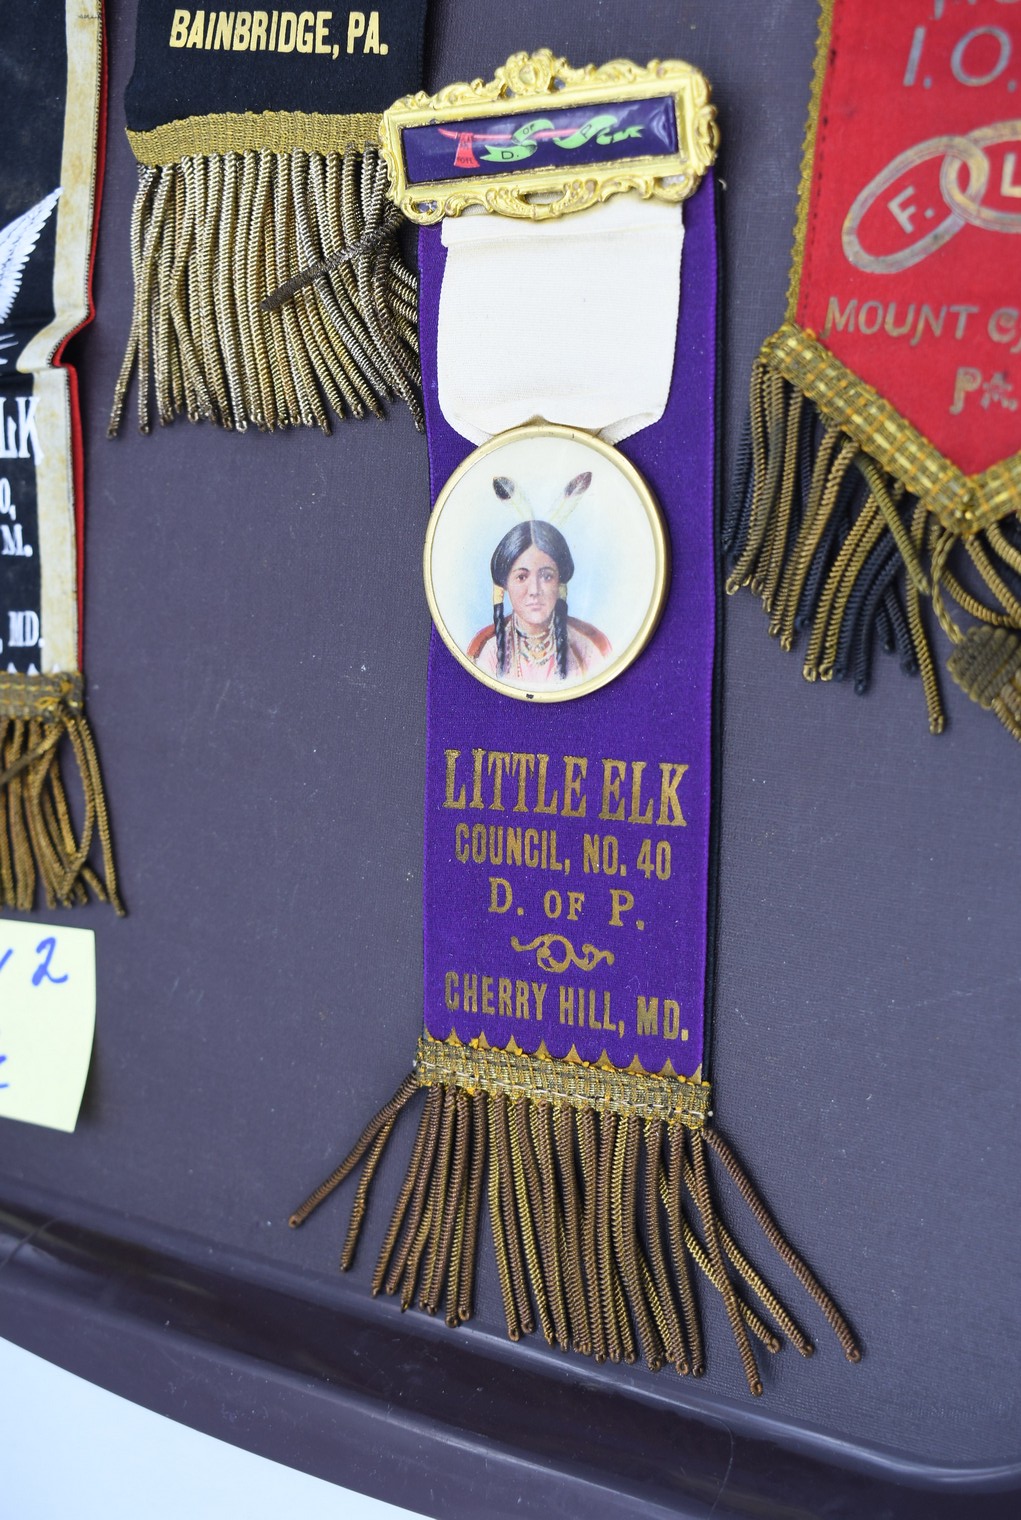 BAINBRIDGE, PA.
D. OF P.
LITTLE ELK
COUNCIL, NO. 40
D. OF P.
CHERRY HILL, MD.
LK
O,
M.
, MD.
2
I. O.
F. L
MOUNT
PA.